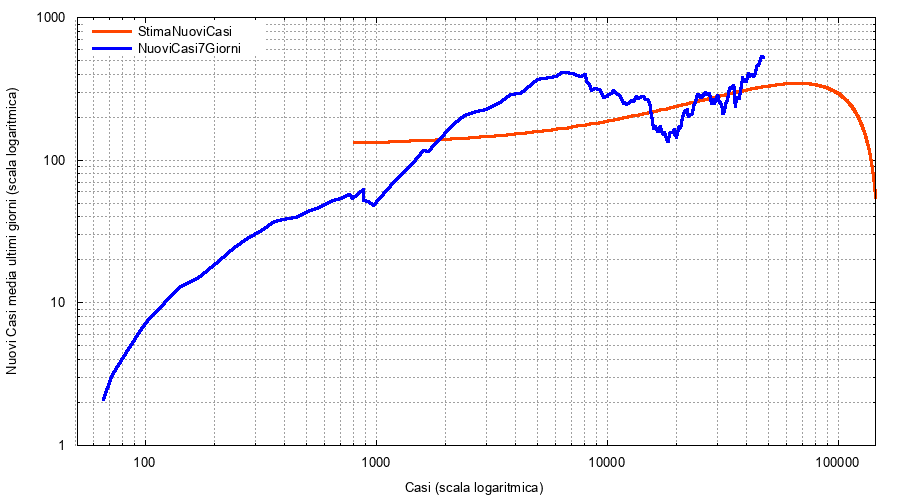 1000
StimaNuoviCasi
NuoviCasi7Giorni
100
10
1
Nuovi Casi media ultimi giorni (scala logaritmica)
100 1000 10000 100000
Casi (scala logaritmica)